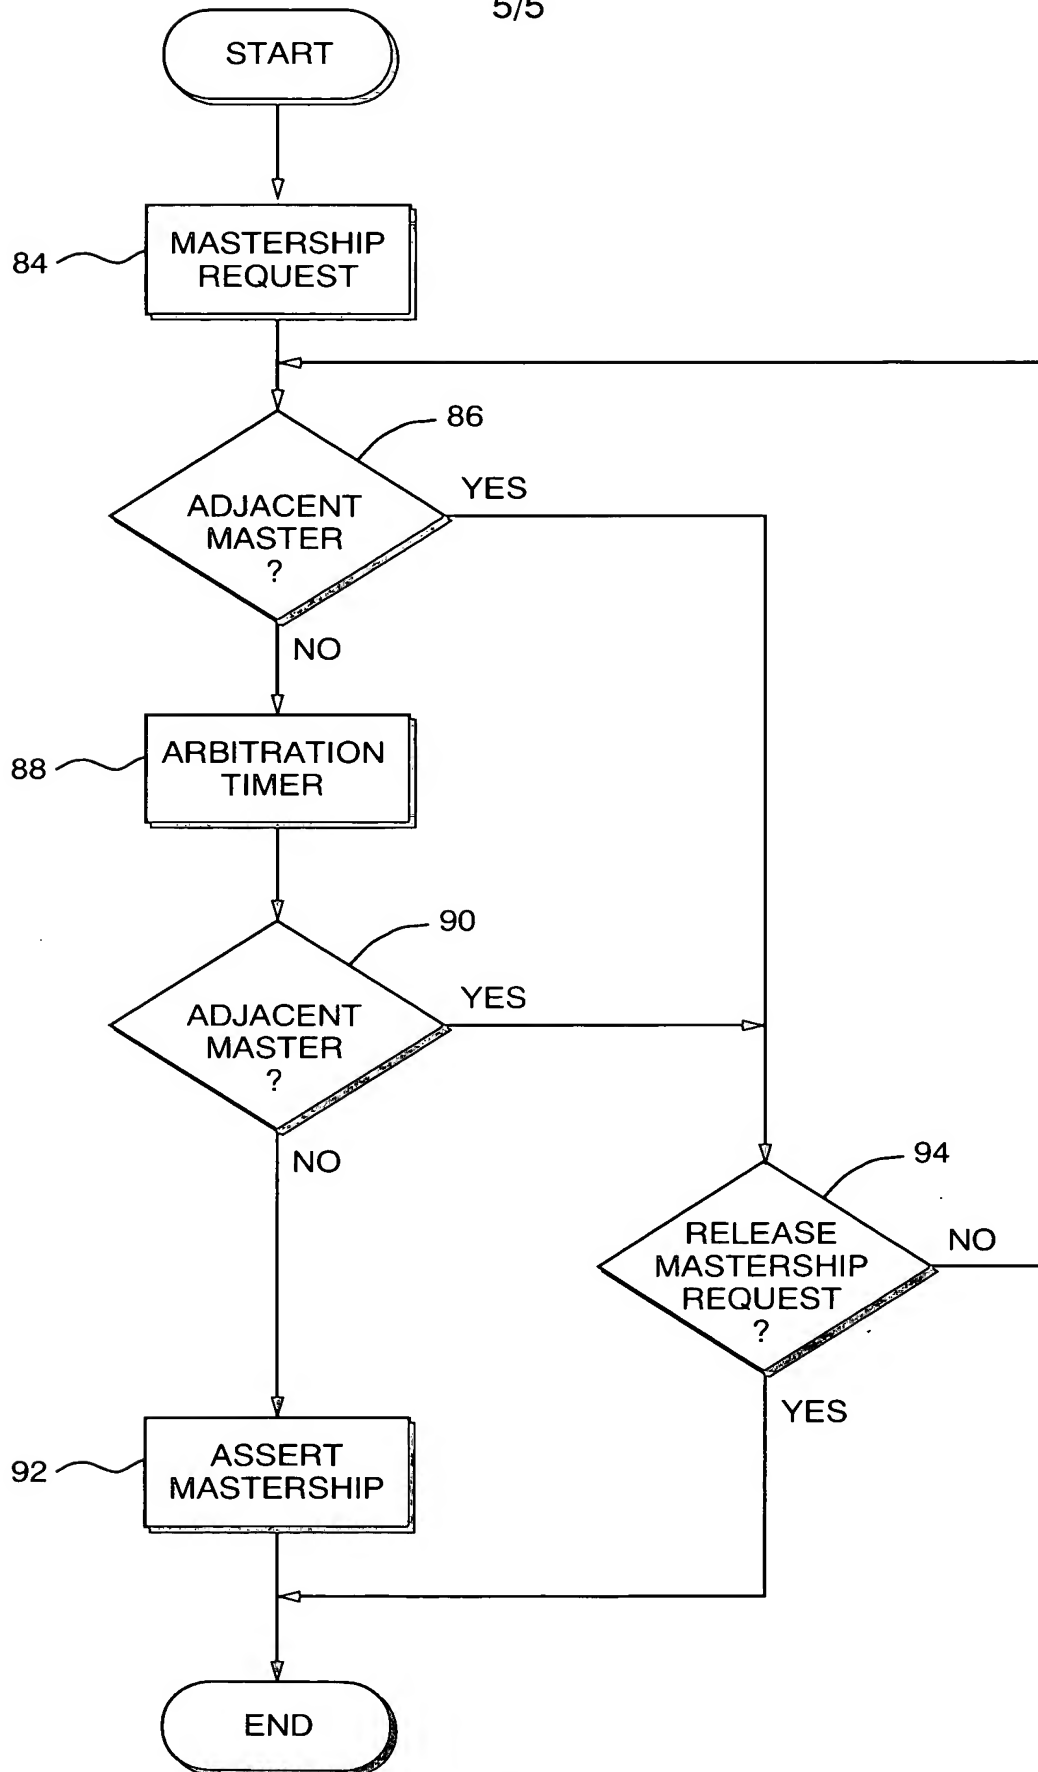 5/5
START
84
MASTERSHIP
REQUEST
86
ADJACENT
MASTER
?
YES
NO
88
ARBITRATION
TIMER
90
ADJACENT
MASTER
?
YES
NO
94
RELEASE
MASTERSHIP
REQUEST
?
NO
YES
92
ASSERT
MASTERSHIP
END